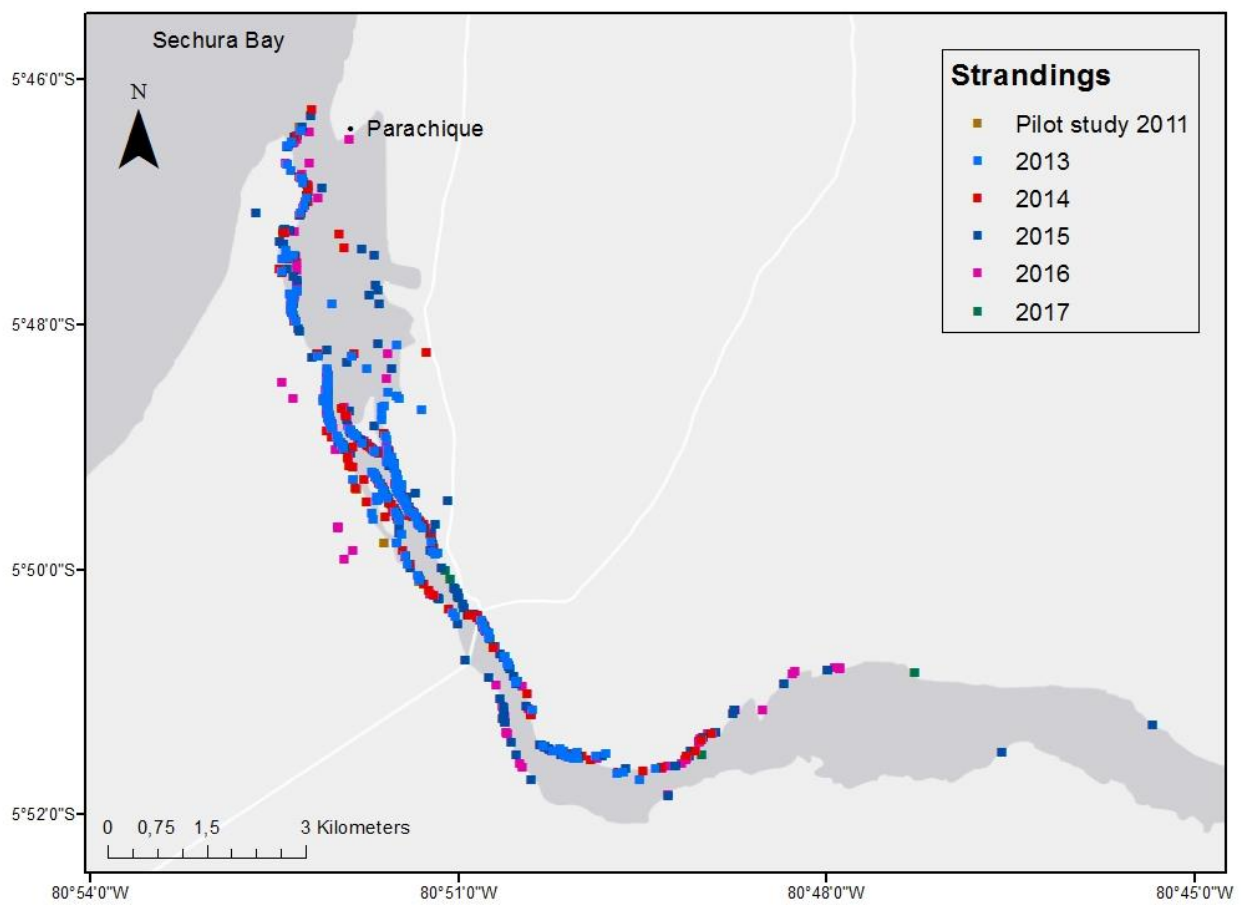 Sechura Bay
N
Parachique
Strandings
Pilot study 2011
2013
2014
2015
2016
2017
5°46'0"S
5°48'0"S
5°50'0"S
5°52'0"S
0 0,75 1,5 3 Kilometers
80°54'0"W 80°51'0"W 80°48'0"W 80°45'0"W